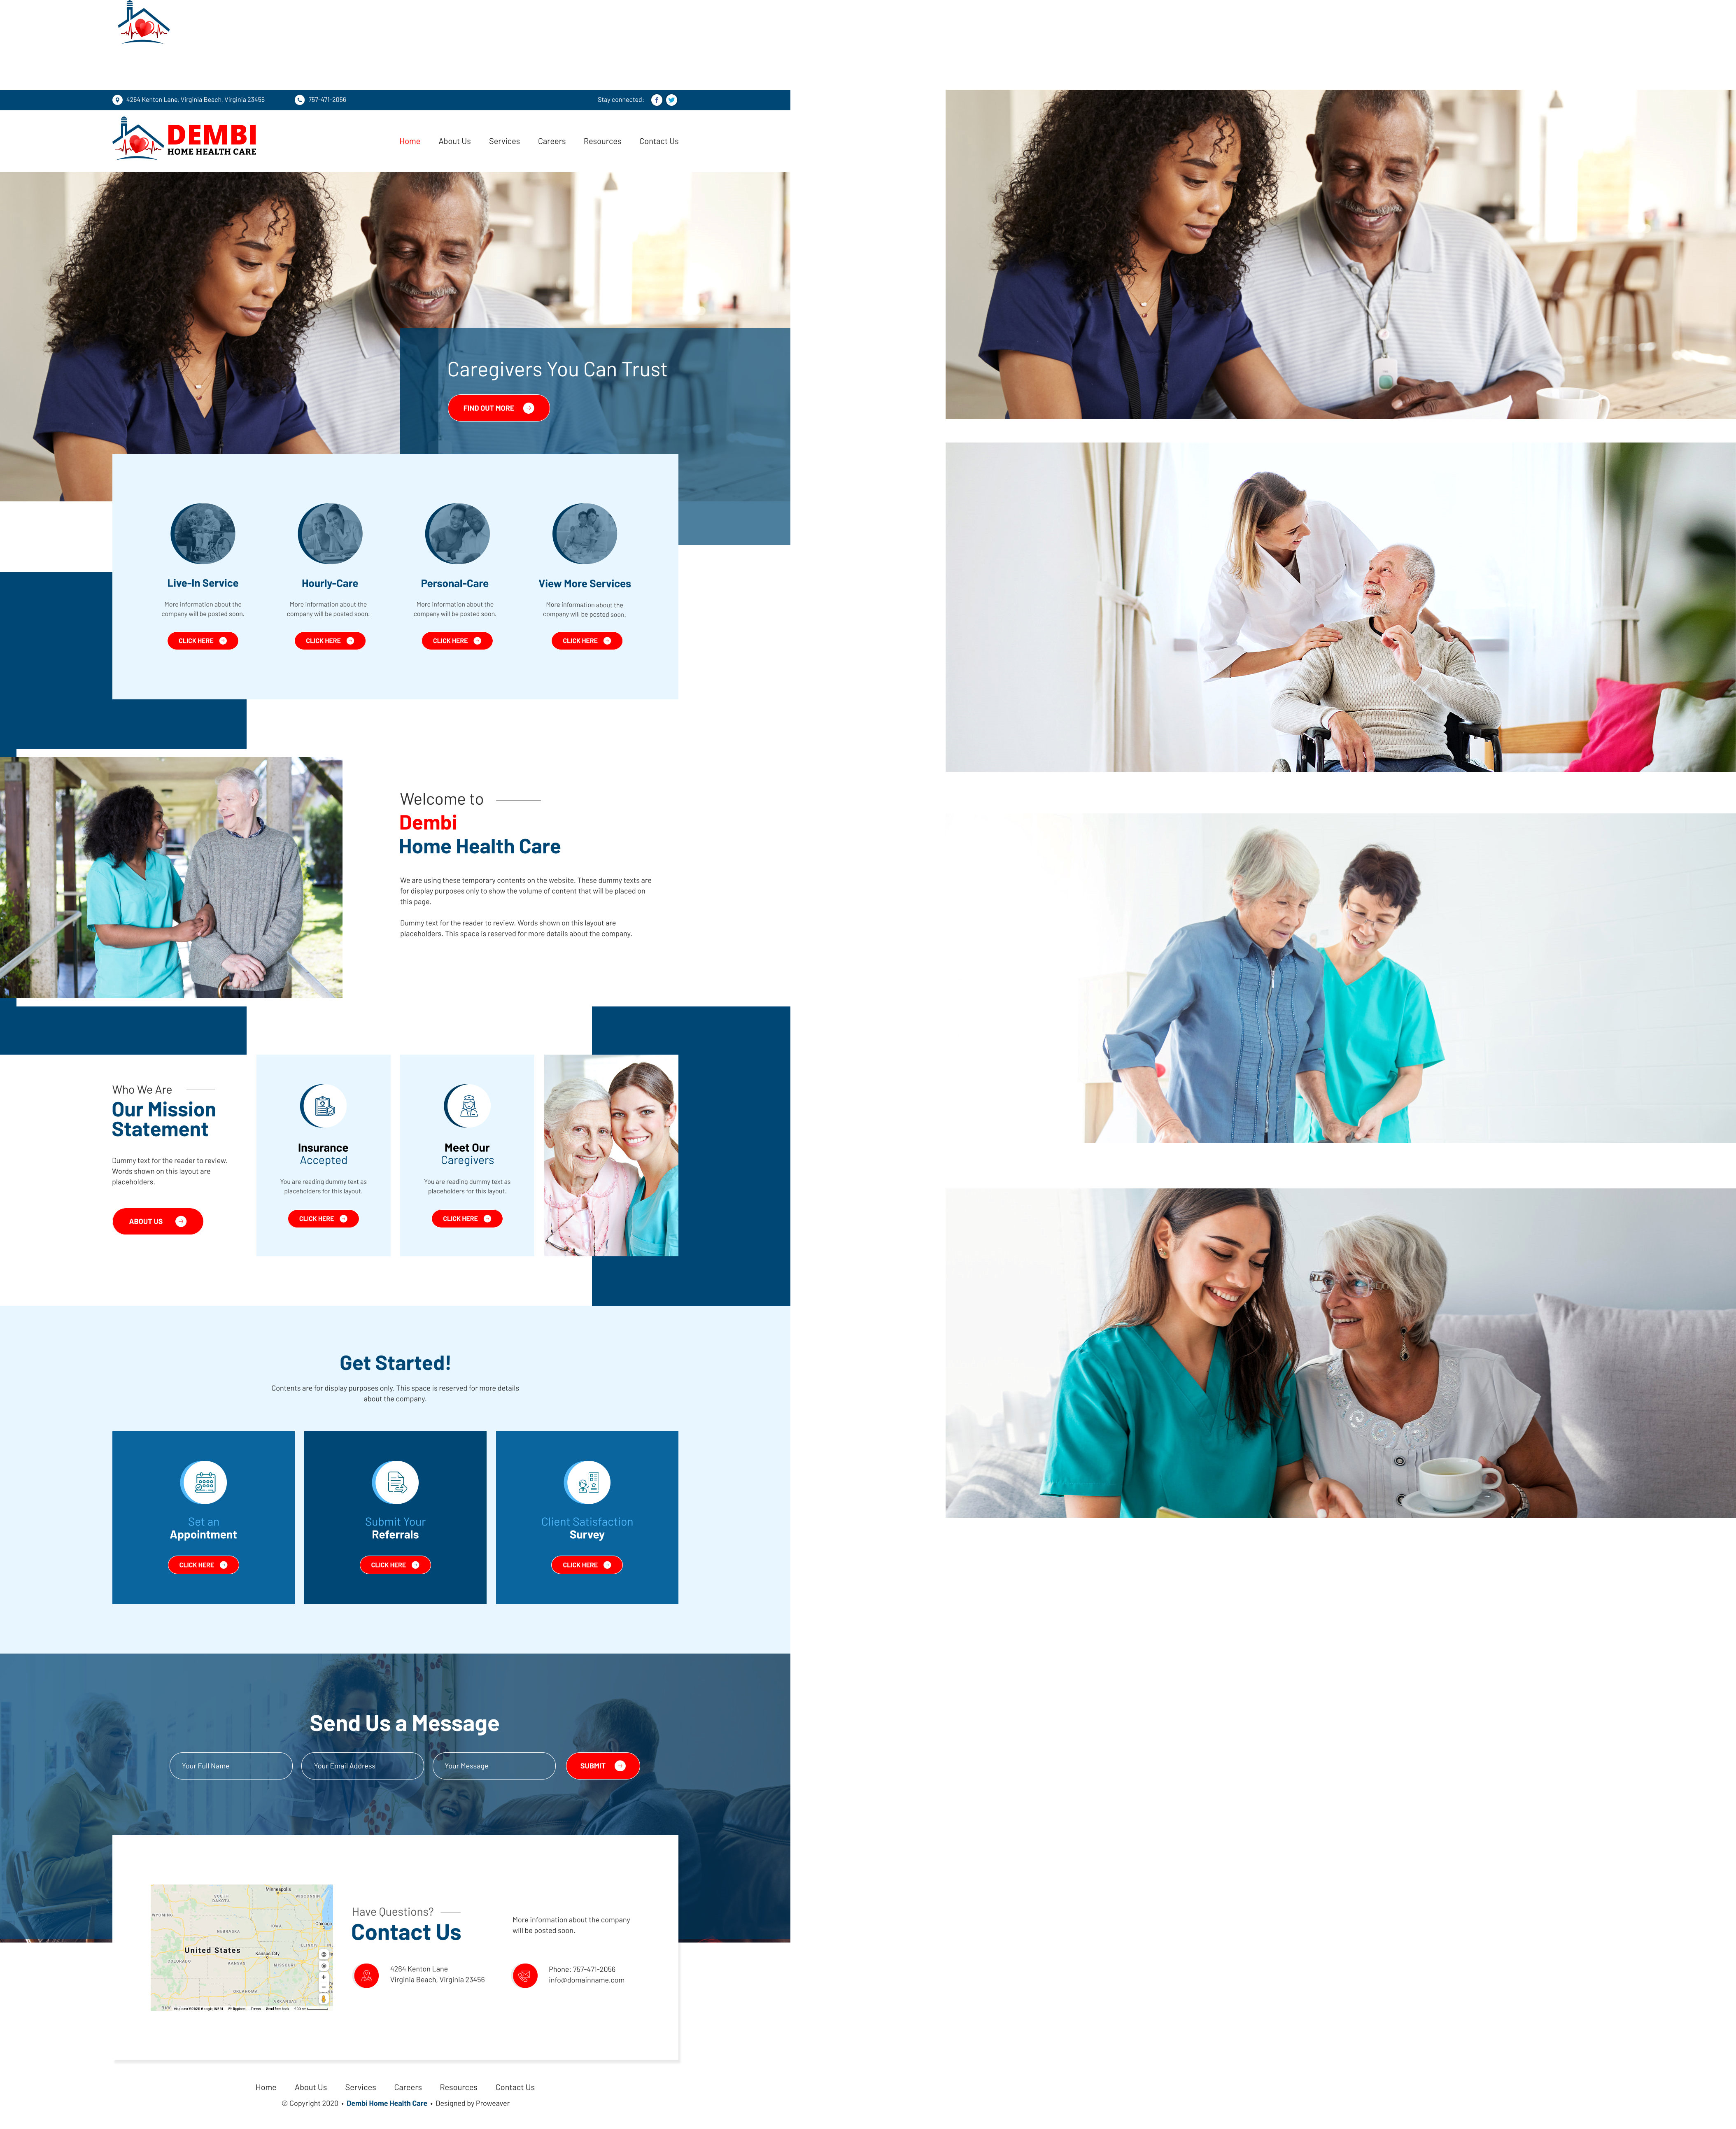 4264 Kenton Lane, Virginia Beach, Virginia 23456
757-471-2056
Stay connected:
DEMBI
HOME HEALTH CARE
Home
About Us
Services
Careers
Resources
Contact Us
Caregivers You Can Trust
FIND OUT MORE
Live-In Service
More information about the
company will be posted soon.
CLICK HERE
Hourly-Care
More information about the
company will be posted soon.
CLICK HERE
Personal-Care
More information about the
company will be posted soon.
CLICK HERE
View More Services
More information about the
company will be posted soon.
CLICK HERE
Welcome to
Dembi
Home Health Care
We are using these temporary contents on the website. These dummy texts are
for display purposes only to show the volume of content that will be placed on
this page.
Dummy text for the reader to review. Words shown on this layout are
placeholders. This space is reserved for more details about the company.
Who We Are
Our Mission
Statement
Dummy text for the reader to review.
Words shown on this layout are
placeholders.
ABOUT US
Insurance
Accepted
You are reading dummy text as
placeholders for this layout.
CLICK HERE
Meet Our
Caregivers
You are reading dummy text as
placeholders for this layout.
CLICK HERE
Get Started!
Contents are for display purposes only. This space is reserved for more details
about the company.
Set an
Appointment
CLICK HERE
Submit Your
Referrals
CLICK HERE
Client Satisfaction
Survey
CLICK HERE
Send Us a Message
Your Full Name
Your Email Address
Your Message
SUBMIT
Minneapolis
SOUTH
DAKOTA
WISCONSIN
WYOMING
IOWA
Chicago
NEBRASKA
ILLINOIS
United States
Kansas City
COLORADO
KANSAS
MISSOURI
OKLAHOMA
ARKANSAS
NEW
Philippines
Terms
Send feedback
Have Questions?
Contact Us
4264 Kenton Lane
Virginia Beach, Virginia 23456
More information about the company
will be posted soon.
Phone: 757-471-2056
info@domainname.com
Home
About Us
Services
Careers
Resources
Contact Us
© Copyright 2020 • Dembi Home Health Care • Designed by Proweaver